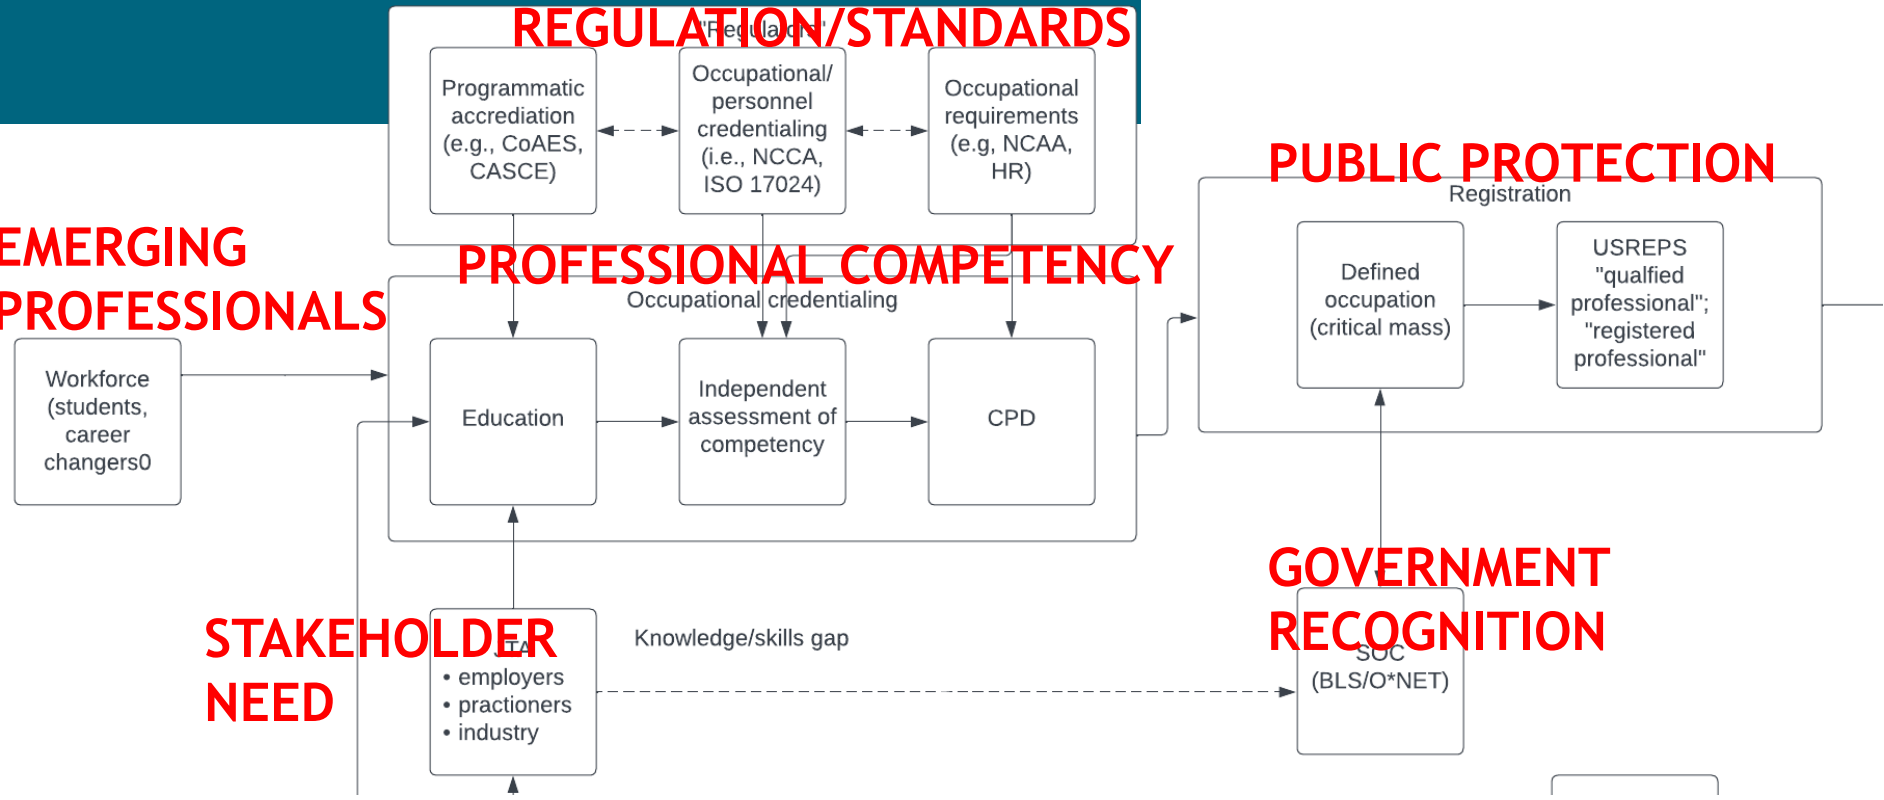 REGULATION/STANDARDS
"Regulators"
Programmatic
accrediation
(e.g., CoAES,
CASCE)
Occupational/
personnel
credentialing
(i.e., NCCA,
ISO 17024)
Occupational
requirements
(e.g, NCAA,
HR)
PUBLIC PROTECTION
Registration
Defined
occupation
(critical mass)
USREPS
"qualfied
professional";
"registered
professional"
EMERGING
PROFESSIONALS
PROFESSIONAL COMPETENCY
Occupational credentialing
Workforce
(students,
career
changers0
Education
Independent
assessment of
competency
CPD
STAKEHOLDER
NEED
JTA
• employers
• practioners
• industry
Knowledge/skills gap
GOVERNMENT
RECOGNITION
SOC
(BLS/O*NET)